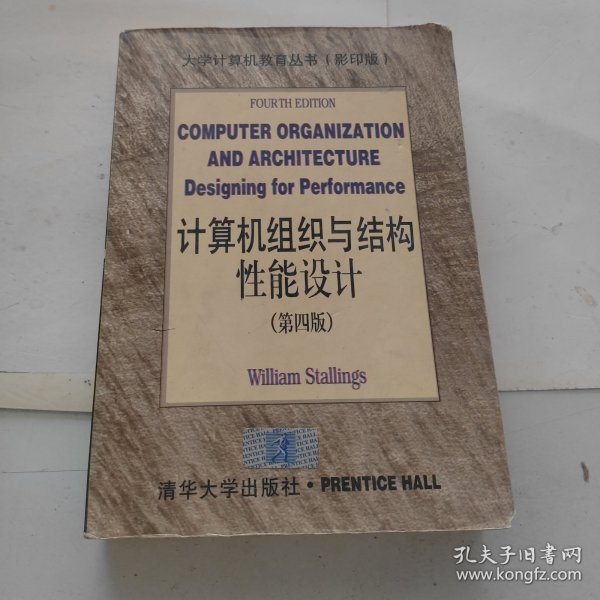 大学计算机教育丛书（影印版）
FOURTH EDITION
COMPUTER ORGANIZATION
AND ARCHITECTURE
Designing for Performance
计算机组织与结构
性能设计
（第四版）
William Stallings
清华大学出版社·PRENTICE HALL
孔夫子旧书网
www.kongfz.com